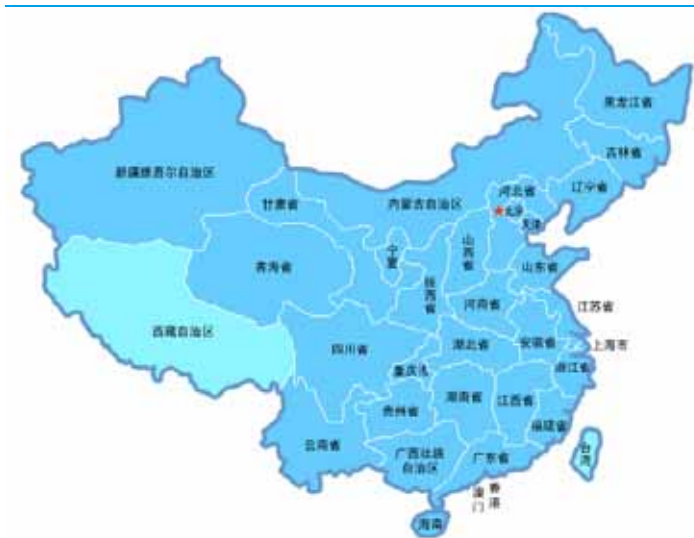 黑龙江省
吉林省
新疆维吾尔自治区
辽宁省
河北省
甘肃省
内蒙古自治区
北京
天津
宁夏
山西省
青海省
山东省
陕西省
河南省
江苏省
西藏自治区
四川省
湖北省
安徽省
上海市
重庆市
浙江省
湖南省
江西省
贵州省
福建省
云南省
广西壮族
自治区
广东省
台湾
香港
澳门
海南